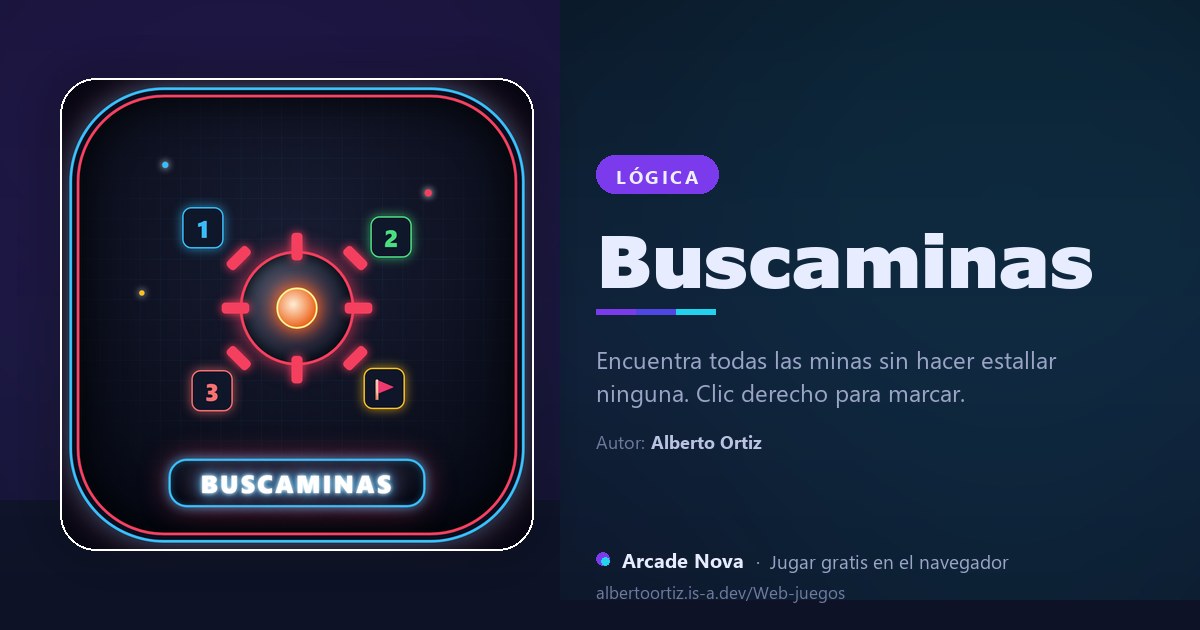 1
2
3
BUSCAMINAS
LÓGICA
Buscaminas
Encuentra todas las minas sin hacer estallar
ninguna. Clic derecho para marcar.
Autor: Alberto Ortiz
Arcade Nova · Jugar gratis en el navegador
albertoortiz.is-a.dev/Web-juegos